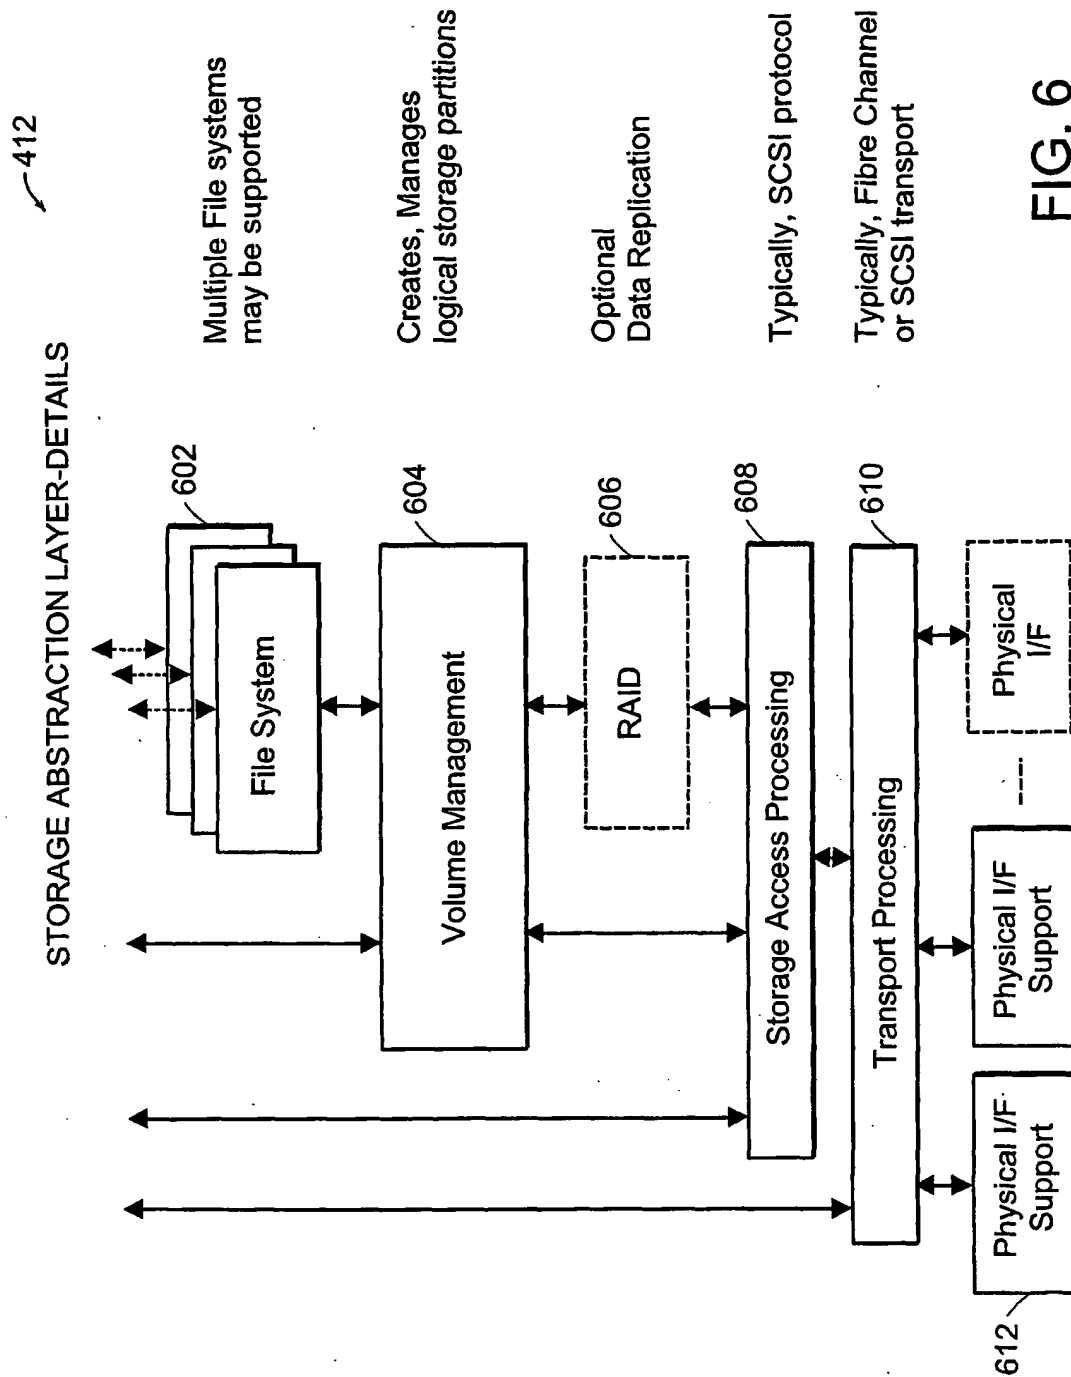 412
STORAGE ABSTRACTION LAYER-DETAILS
602
File System
Multiple File systems
may be supported
604
Volume Management
Creates, Manages
logical storage partitions
606
RAID
Optional
Data Replication
608
Storage Access Processing
Typically, SCSI protocol
610
Transport Processing
Typically, Fibre Channel
or SCSI transport
612
Physical I/F
Support
Physical I/F
Support
Physical
I/F
FIG. 6